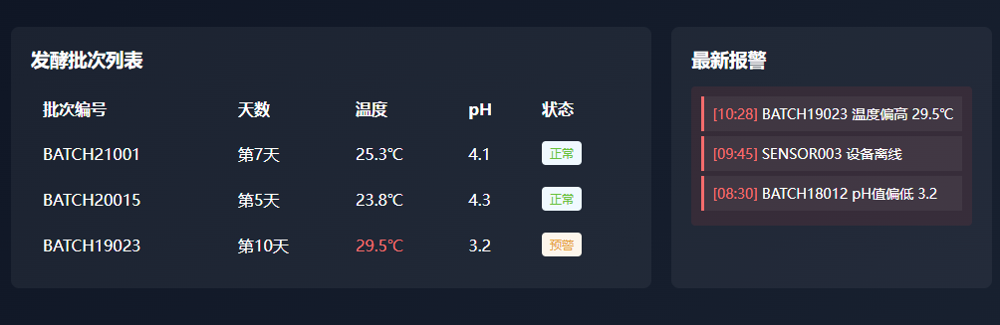 发酵批次列表
批次编号 天数 温度 pH 状态
BATCH21001 第7天 25.3℃ 4.1 正常
BATCH20015 第5天 23.8℃ 4.3 正常
BATCH19023 第10天 29.5℃ 3.2 预警
最新报警
[10:28] BATCH19023 温度偏高 29.5℃
[09:45] SENSOR003 设备离线
[08:30] BATCH18012 pH值偏低 3.2